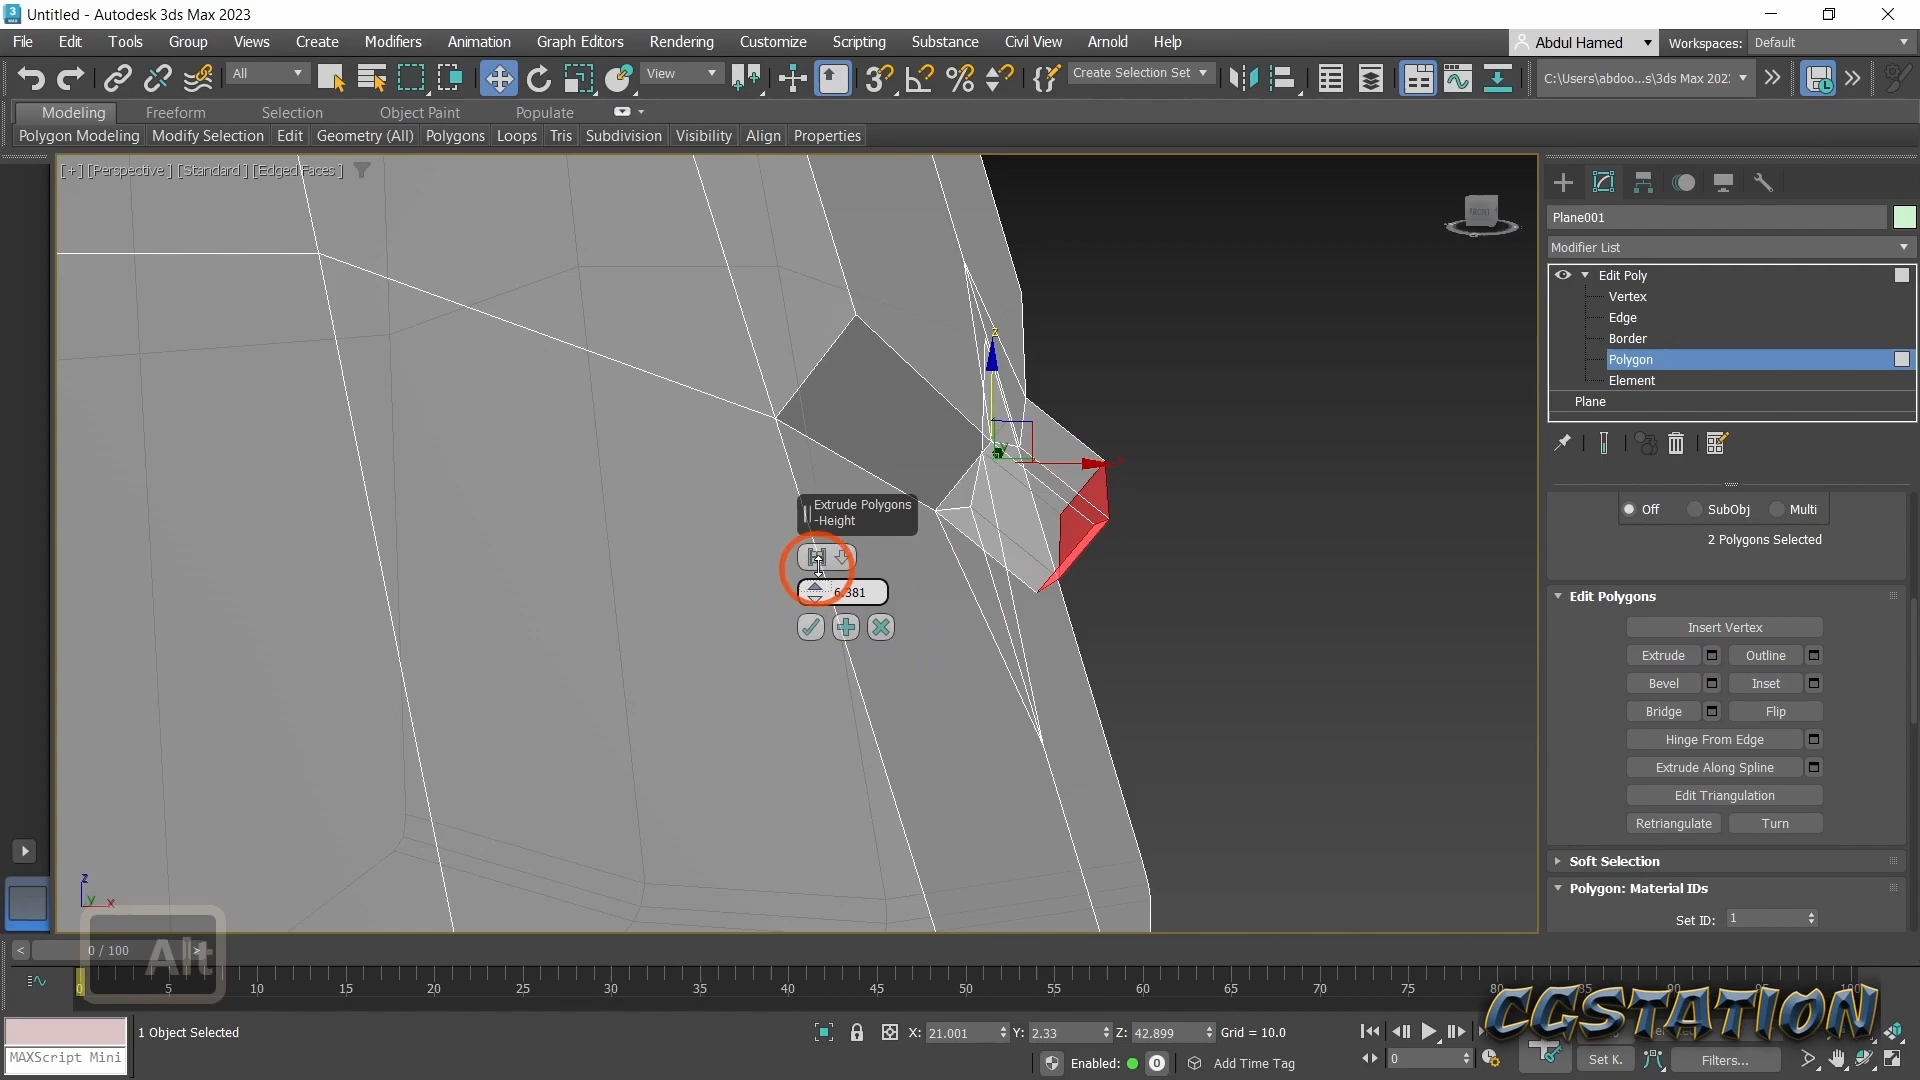 Untitled - Autodesk 3ds Max 2023
File Edit Tools Group Views Create Modifiers Animation Graph Editors Rendering Customize Scripting Substance Civil View Arnold Help
Abdul Hamed Workspaces: Default
All View Create Selection Set C:\Users\abdoo...s\3ds Max 202
Modeling Freeform Selection Object Paint Populate
Polygon Modeling Modify Selection Edit Geometry (All) Polygons Loops Tris Subdivision Visibility Align Properties
[+] [Perspective ] [Standard ] [Edged Faces ]
FRONT
Plane001
Modifier List
Edit Poly
Vertex
Edge
Border
Polygon
Element
Plane
z
Off SubObj Multi
2 Polygons Selected
Extrude Polygons
-Height
6.381
Edit Polygons
Insert Vertex
Extrude Outline
Bevel Inset
Bridge Flip
Hinge From Edge
Extrude Along Spline
Edit Triangulation
Retriangulate Turn
Soft Selection
Polygon: Material IDs
Set ID: 1
z
y x
< 0 / 100 >
Alt
0 5 10 15 20 25 30 35 40 45 50 55 60 65 70 75 80 90 100
CGSTATION
1 Object Selected
X: 21.001 Y: 2.33 Z: 42.899 Grid = 10.0
MAXScript Mini
Enabled: 0 Add Time Tag
0
Set K. Filters...